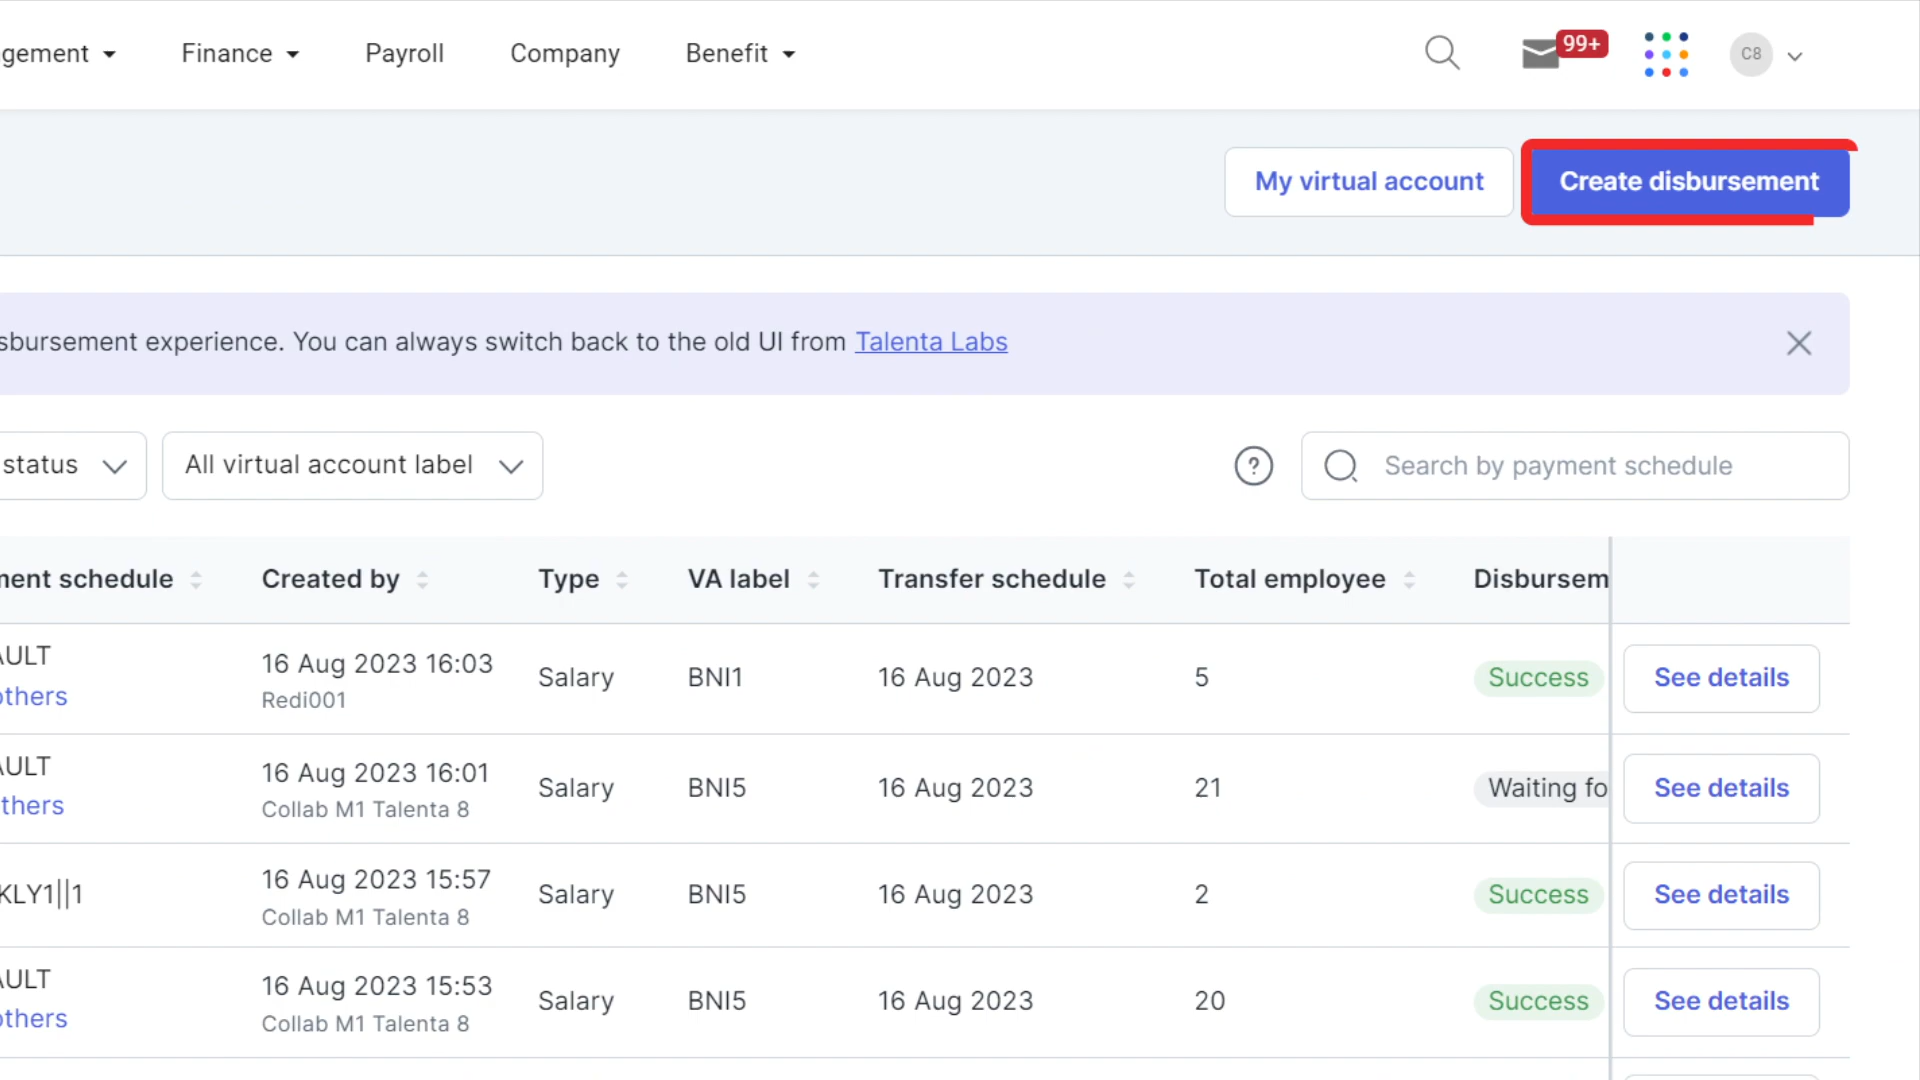 gement Finance Payroll Company Benefit 99+ C8
My virtual account Create disbursement
sbursement experience. You can always switch back to the old UI from Talenta Labs
status All virtual account label ? Search by payment schedule
nent schedule Created by Type VA label Transfer schedule Total employee Disbursem
AULT 16 Aug 2023 16:03 Salary BNI1 16 Aug 2023 5 Success See details
others Redi001
AULT 16 Aug 2023 16:01 Salary BNI5 16 Aug 2023 21 Waiting fo See details
thers Collab M1 Talenta 8
KLY1||1 16 Aug 2023 15:57 Salary BNI5 16 Aug 2023 2 Success See details
Collab M1 Talenta 8
AULT 16 Aug 2023 15:53 Salary BNI5 16 Aug 2023 20 Success See details
others Collab M1 Talenta 8